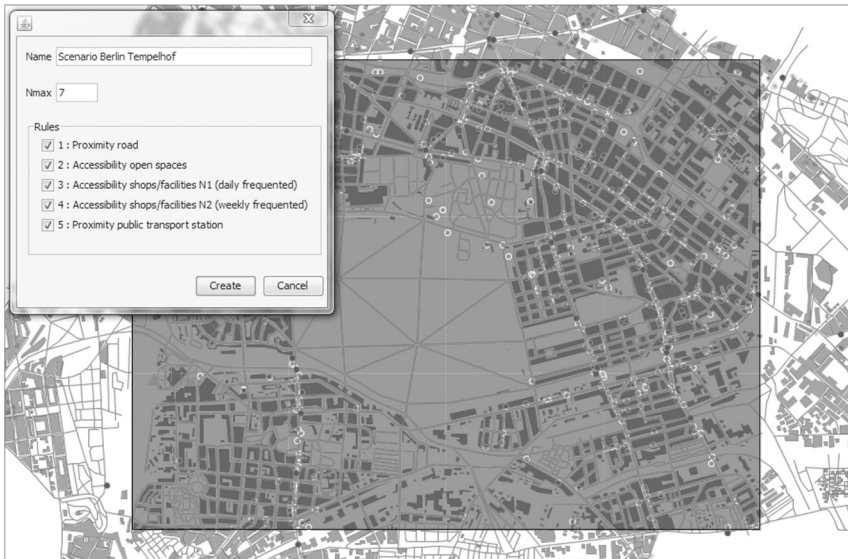 Name Scenario Berlin Tempelhof
Nmax 7
Rules
1 : Proximity road
2 : Accessibility open spaces
3 : Accessibility shops/facilities N1 (daily frequented)
4 : Accessibility shops/facilities N2 (weekly frequented)
5 : Proximity public transport station
Create Cancel